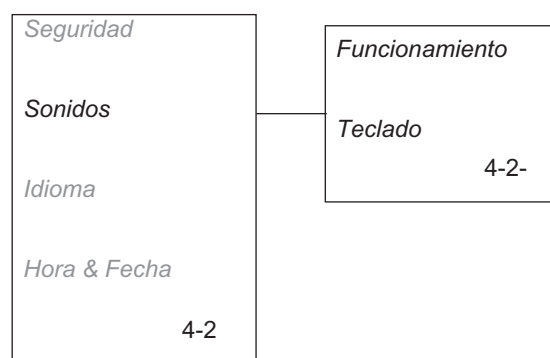 Seguridad
Sonidos
Idioma
Hora & Fecha
4-2
Funcionamiento
Teclado
4-2-